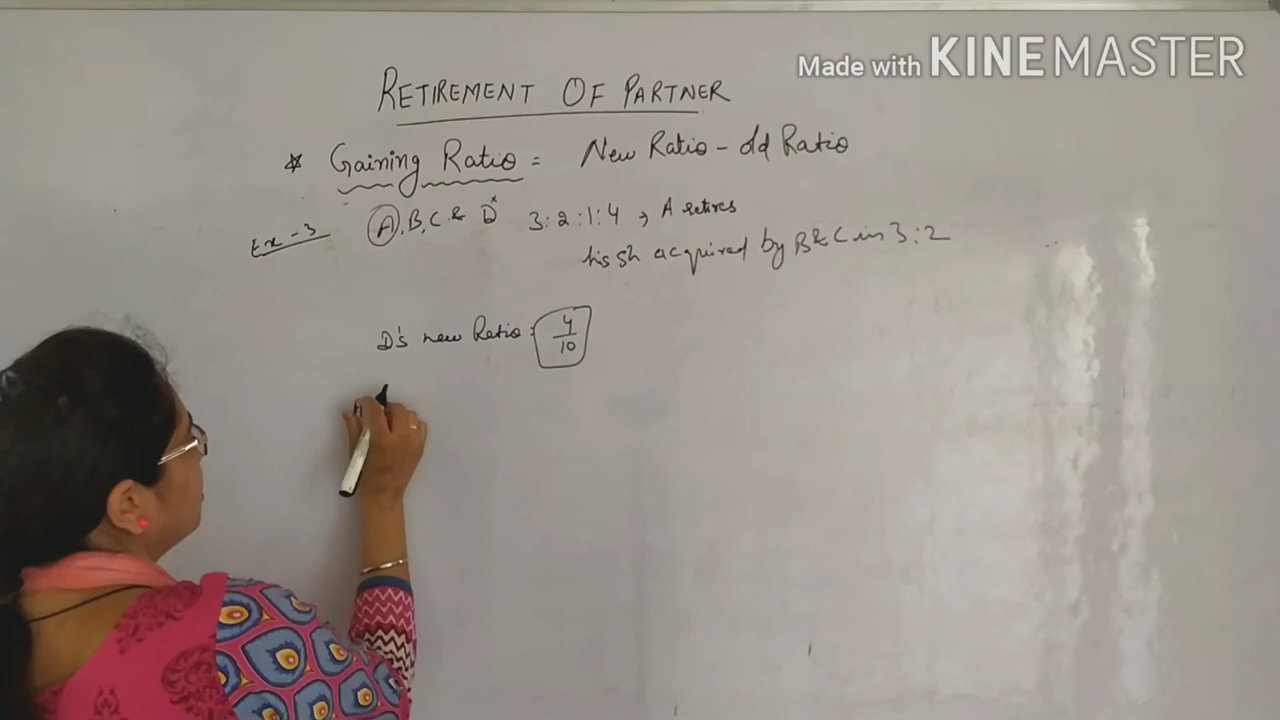 Made with KINEMASTER
RETIREMENT OF PARTNER
* Gaining Ratio = New Ratio - Old Ratio
Ex-3 A, B, C & D* 3:2:1:4, A retires
his sh acquired by B & C in 3:2
D's new Ratio : 4/10